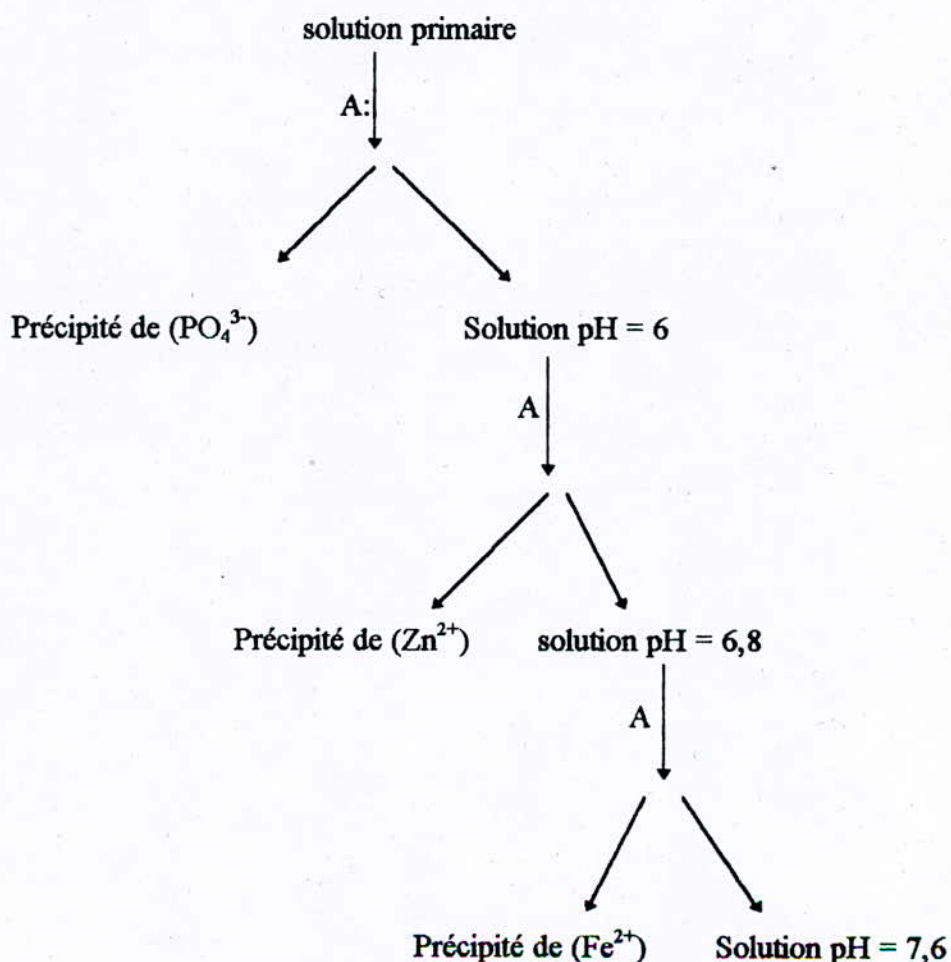 solution primaire
A:
Précipité de (PO₄³⁻)
Solution pH = 6
A
Précipité de (Zn²⁺)
solution pH = 6,8
A
Précipité de (Fe²⁺)
Solution pH = 7,6